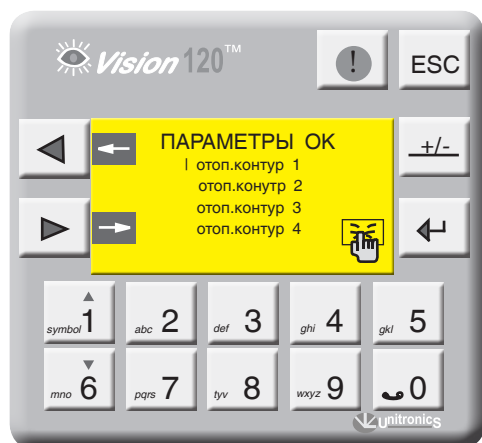 Vision 120™
! ESC
ПАРАМЕТРЫ ОК
+/-
| отоп.контур 1
отоп.конутр 2
отоп.контур 3
отоп.контур 4
symbol 1 abc 2 def 3 ghi 4 gkl 5
mno 6 pqrs 7 tyv 8 wxyz 9 0
Unitronics